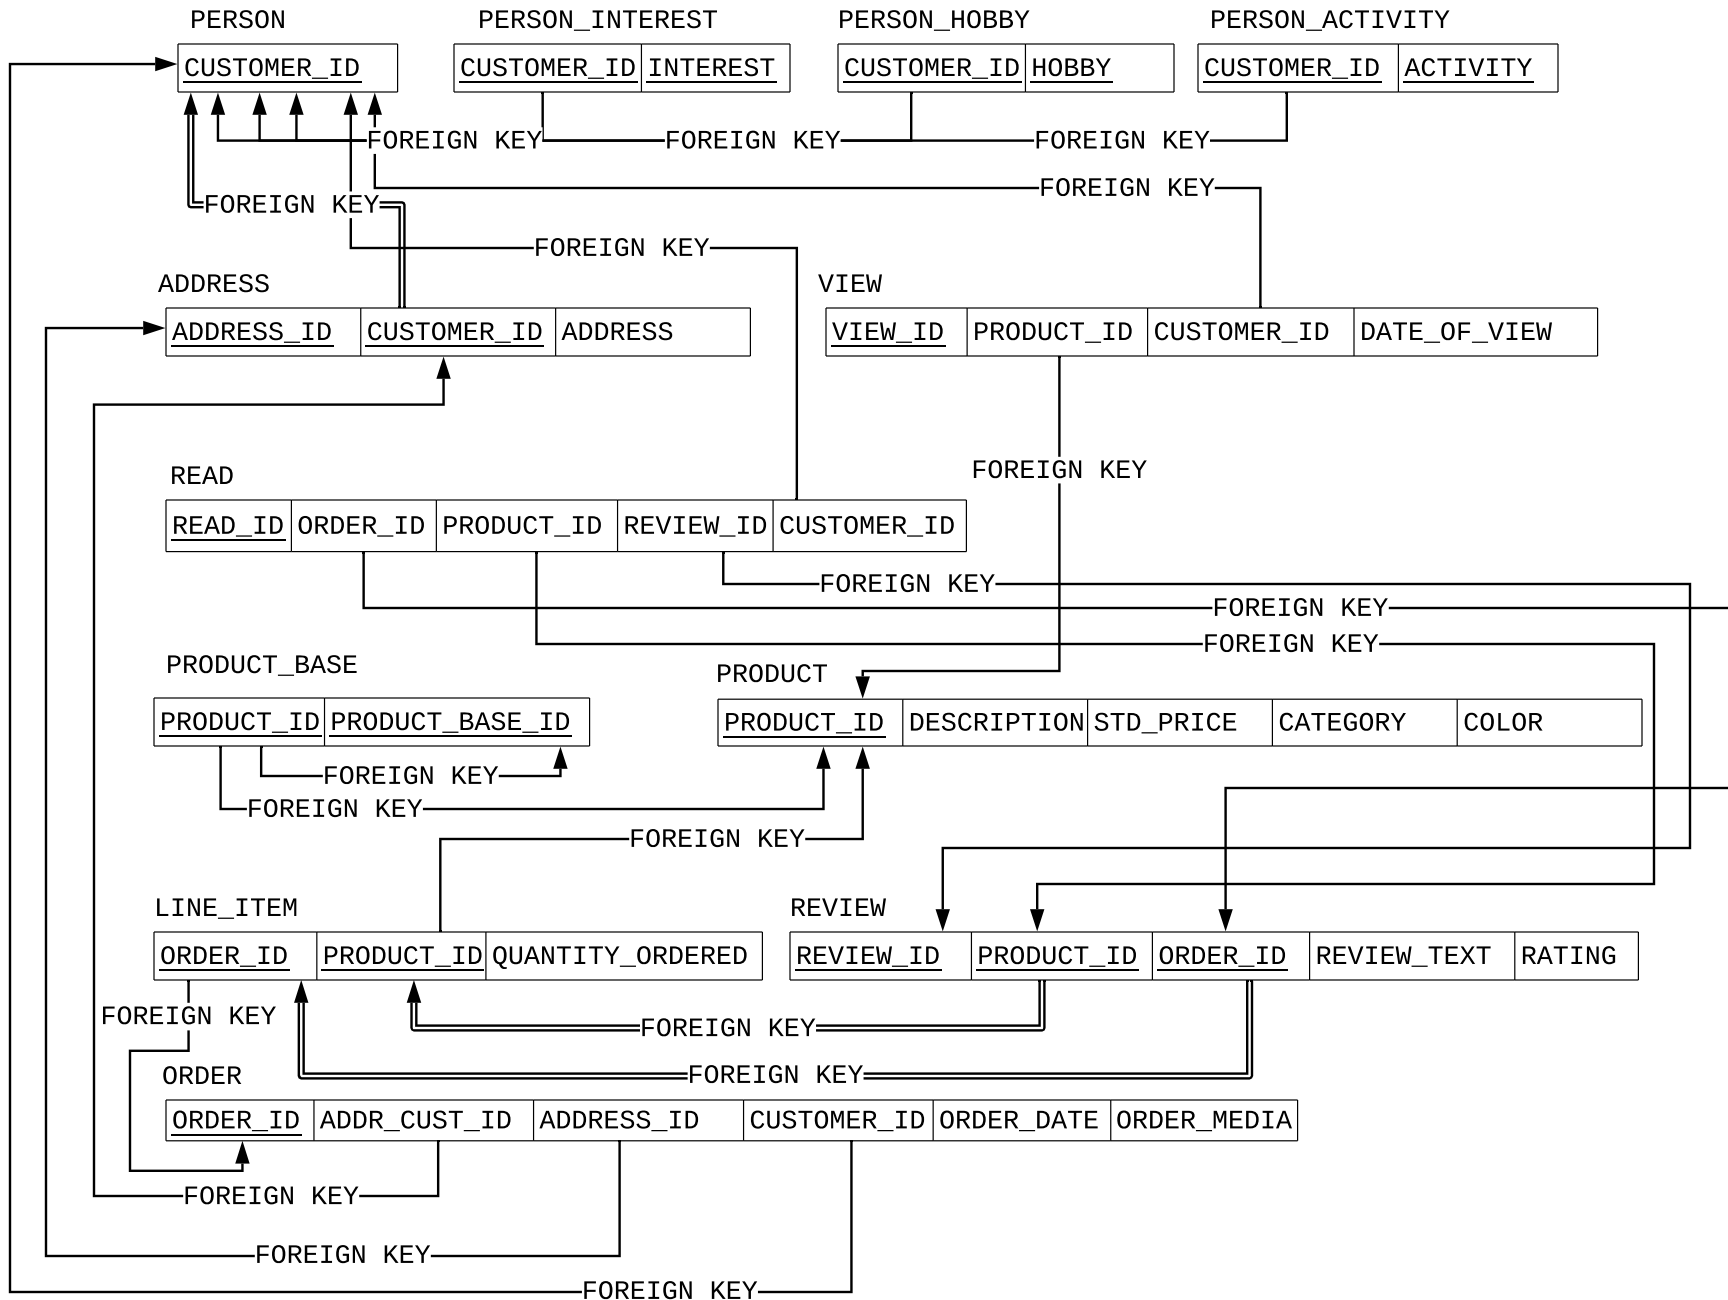 PERSON PERSON_INTEREST PERSON_HOBBY PERSON_ACTIVITY
CUSTOMER_ID CUSTOMER_ID INTEREST CUSTOMER_ID HOBBY CUSTOMER_ID ACTIVITY
FOREIGN KEY FOREIGN KEY FOREIGN KEY
FOREIGN KEY
FOREIGN KEY
FOREIGN KEY
ADDRESS VIEW
ADDRESS_ID CUSTOMER_ID ADDRESS VIEW_ID PRODUCT_ID CUSTOMER_ID DATE_OF_VIEW
FOREIGN KEY
READ
READ_ID ORDER_ID PRODUCT_ID REVIEW_ID CUSTOMER_ID
FOREIGN KEY
FOREIGN KEY
FOREIGN KEY
PRODUCT_BASE PRODUCT
PRODUCT_ID PRODUCT_BASE_ID PRODUCT_ID DESCRIPTION STD_PRICE CATEGORY COLOR
FOREIGN KEY
FOREIGN KEY
FOREIGN KEY
LINE_ITEM REVIEW
ORDER_ID PRODUCT_ID QUANTITY_ORDERED REVIEW_ID PRODUCT_ID ORDER_ID REVIEW_TEXT RATING
FOREIGN KEY
FOREIGN KEY
FOREIGN KEY
ORDER
ORDER_ID ADDR_CUST_ID ADDRESS_ID CUSTOMER_ID ORDER_DATE ORDER_MEDIA
FOREIGN KEY
FOREIGN KEY
FOREIGN KEY